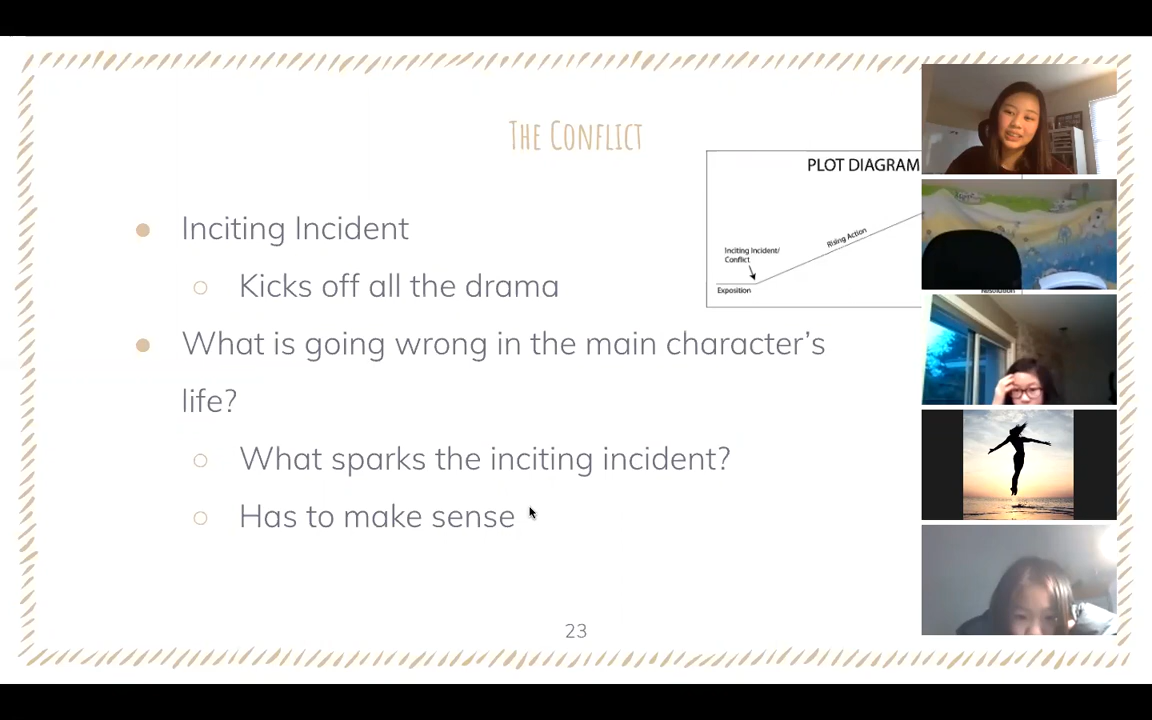 The Conflict
PLOT DIAGRAM
Inciting Incident
Kicks off all the drama
Rising Action
Inciting Incident/
Conflict
Exposition
Resolution
What is going wrong in the main character's
life?
What sparks the inciting incident?
Has to make sense
23